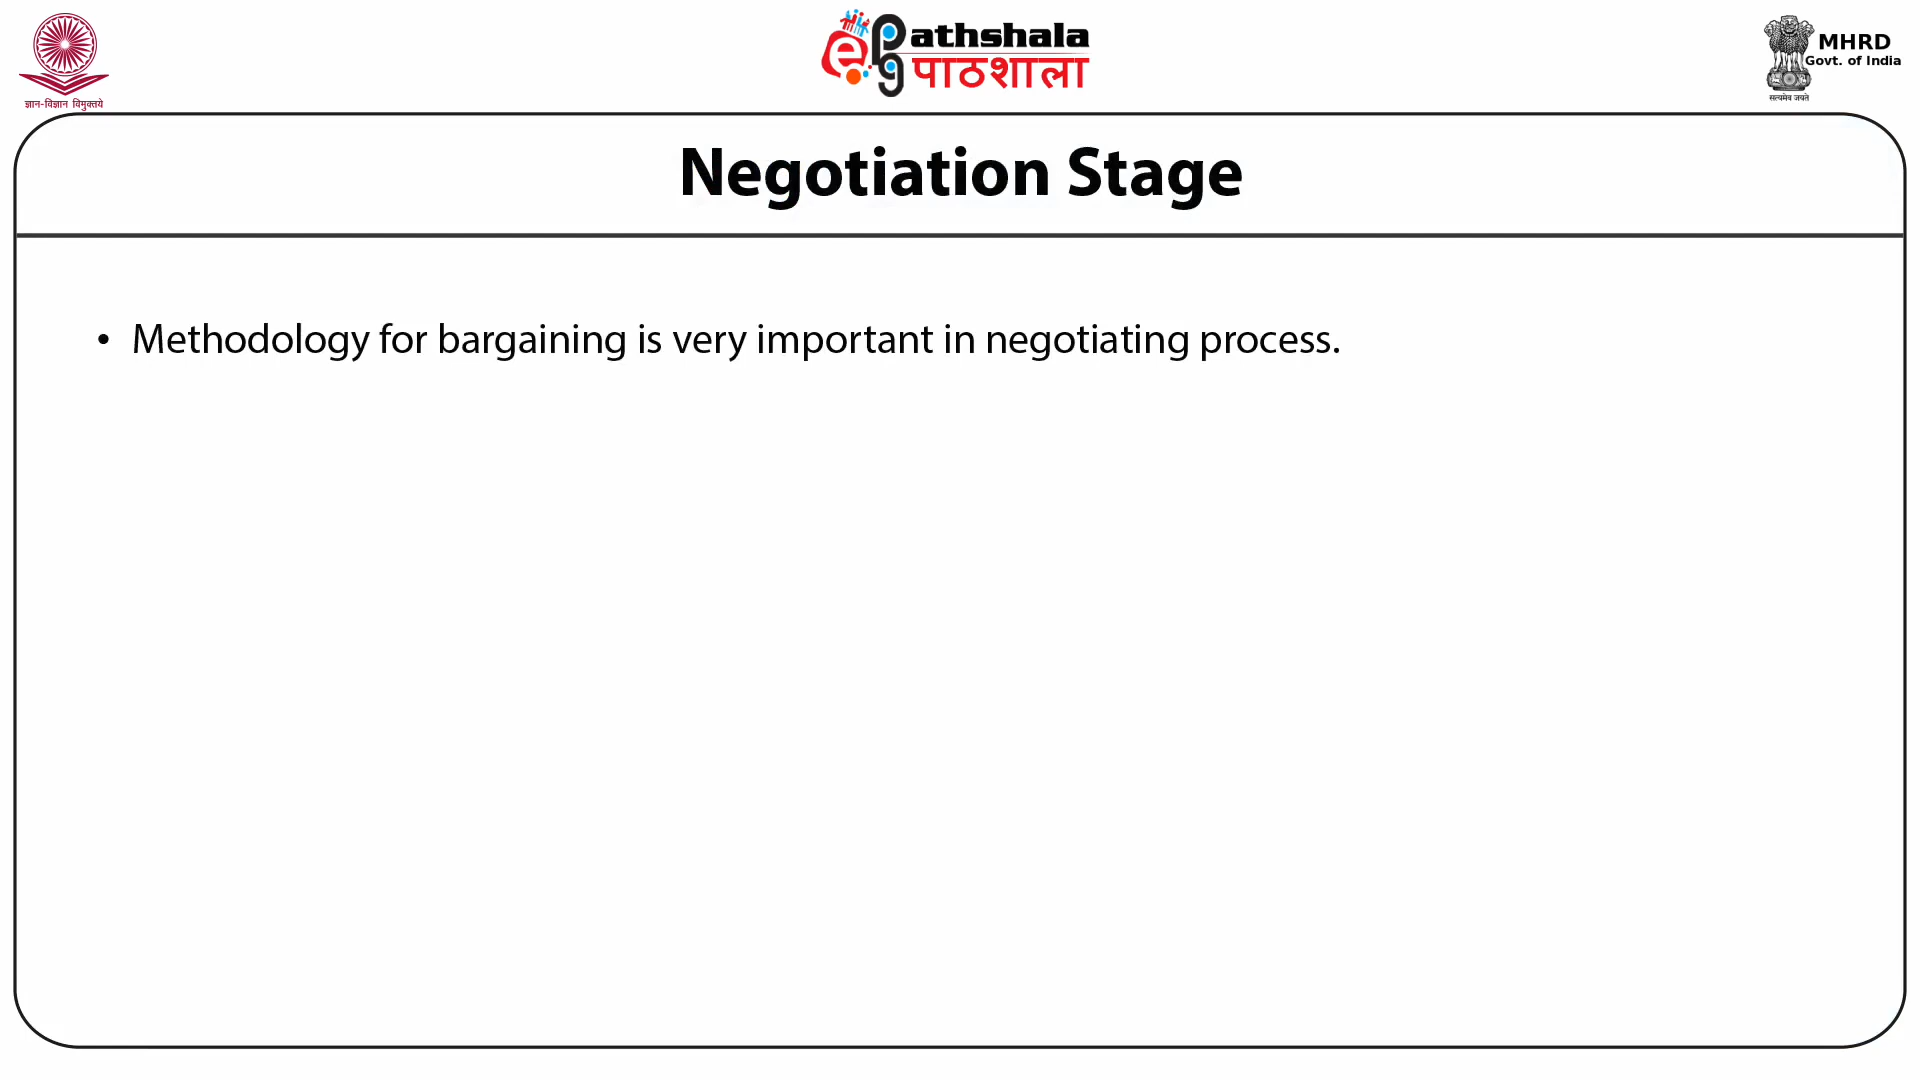 ज्ञान-विज्ञान विमुक्तये
ePathshala
पाठशाला
MHRD
Govt. of India
सत्यमेव जयते
Negotiation Stage
• Methodology for bargaining is very important in negotiating process.